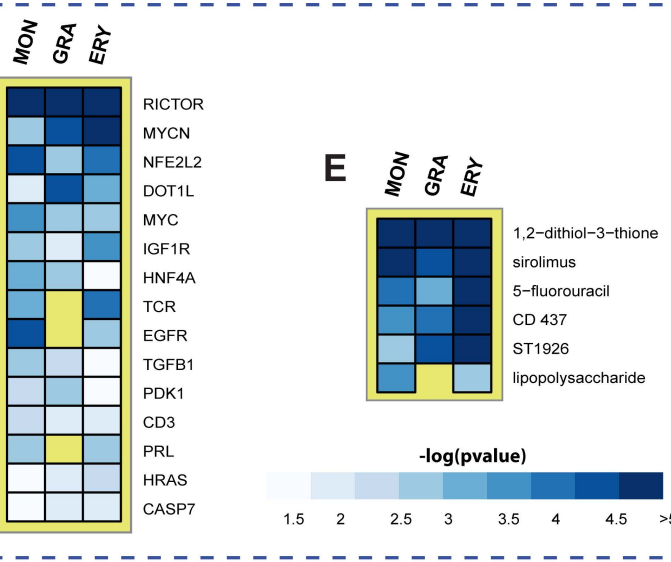 MON GRA ERY
RICTOR
MYCN
NFE2L2
DOT1L
MYC
IGF1R
HNF4A
TCR
EGFR
TGFB1
PDK1
CD3
PRL
HRAS
CASP7
E
MON GRA ERY
1,2−dithiol−3−thione
sirolimus
5−fluorouracil
CD 437
ST1926
lipopolysaccharide
-log(pvalue)
1.5 2 2.5 3 3.5 4 4.5 >5